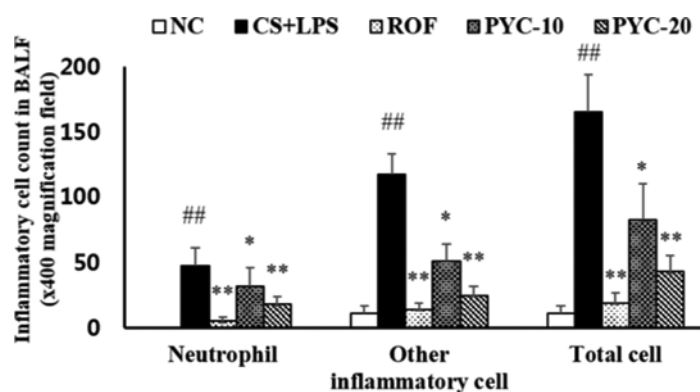 NC CS+LPS ROF PYC-10 PYC-20
Inflammatory cell count in BALF
(x400 magnification field)
200
150
100
50
0
## ** * **
## ** * **
## ** * **
Neutrophil Other Total cell
inflammatory cell